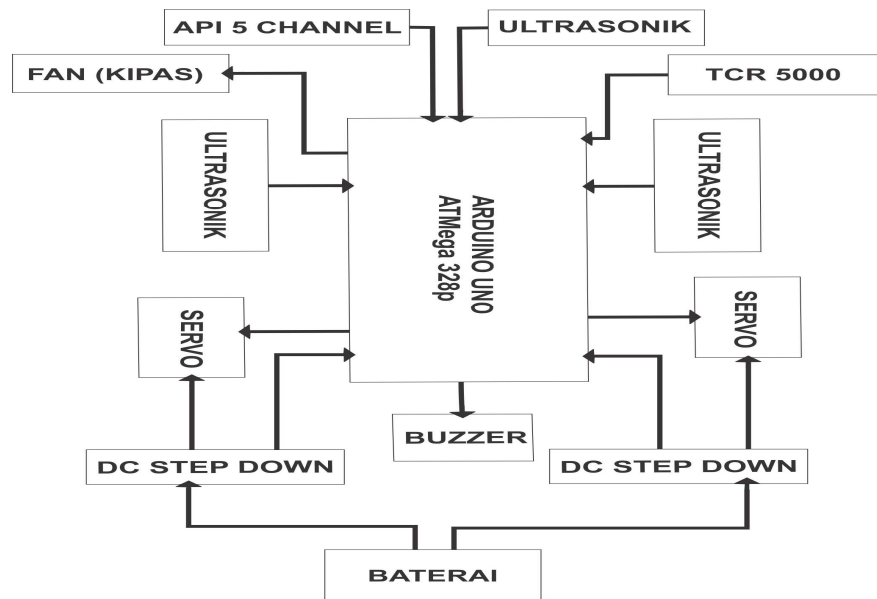 API 5 CHANNEL
ULTRASONIK
FAN (KIPAS)
TCR 5000
ULTRASONIK
ARDUINO UNO
ATMega 328p
ULTRASONIK
SERVO
SERVO
BUZZER
DC STEP DOWN
DC STEP DOWN
BATERAI